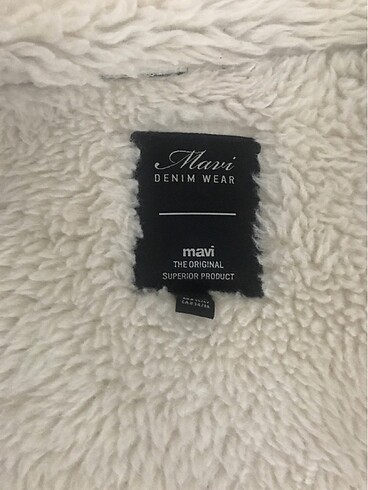 Mavi
DENIM WEAR
mavi
THE ORIGINAL
SUPERIOR PRODUCT